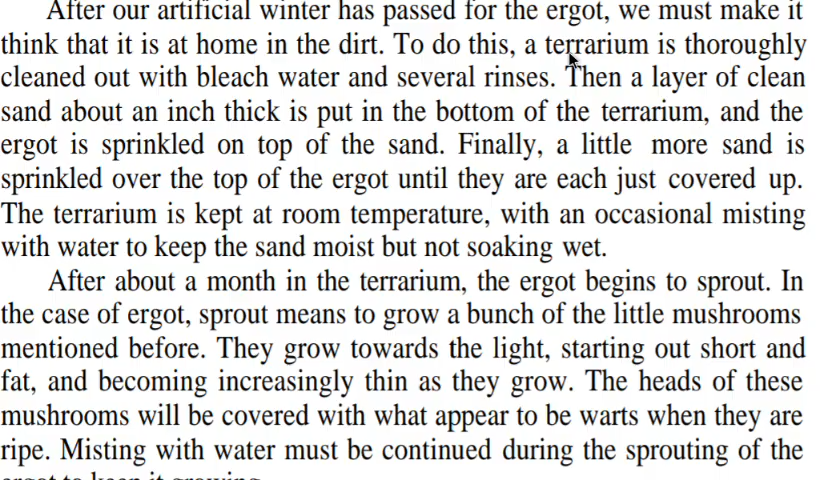 After our artificial winter has passed for the ergot, we must make it
think that it is at home in the dirt. To do this, a terrarium is thoroughly
cleaned out with bleach water and several rinses. Then a layer of clean
sand about an inch thick is put in the bottom of the terrarium, and the
ergot is sprinkled on top of the sand. Finally, a little more sand is
sprinkled over the top of the ergot until they are each just covered up.
The terrarium is kept at room temperature, with an occasional misting
with water to keep the sand moist but not soaking wet.
After about a month in the terrarium, the ergot begins to sprout. In
the case of ergot, sprout means to grow a bunch of the little mushrooms
mentioned before. They grow towards the light, starting out short and
fat, and becoming increasingly thin as they grow. The heads of these
mushrooms will be covered with what appear to be warts when they are
ripe. Misting with water must be continued during the sprouting of the
ergot to keep it growing.